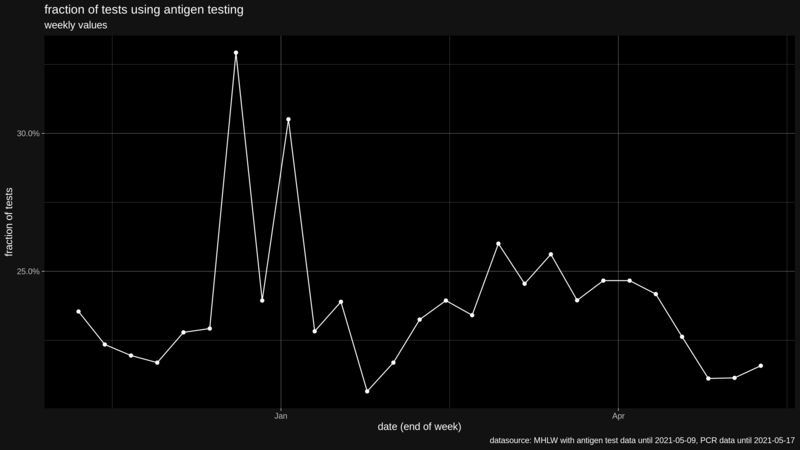 fraction of tests using antigen testing
weekly values
fraction of tests
30.0%
25.0%
Jan
Apr
date (end of week)
datasource: MHLW with antigen test data until 2021-05-09, PCR data until 2021-05-17